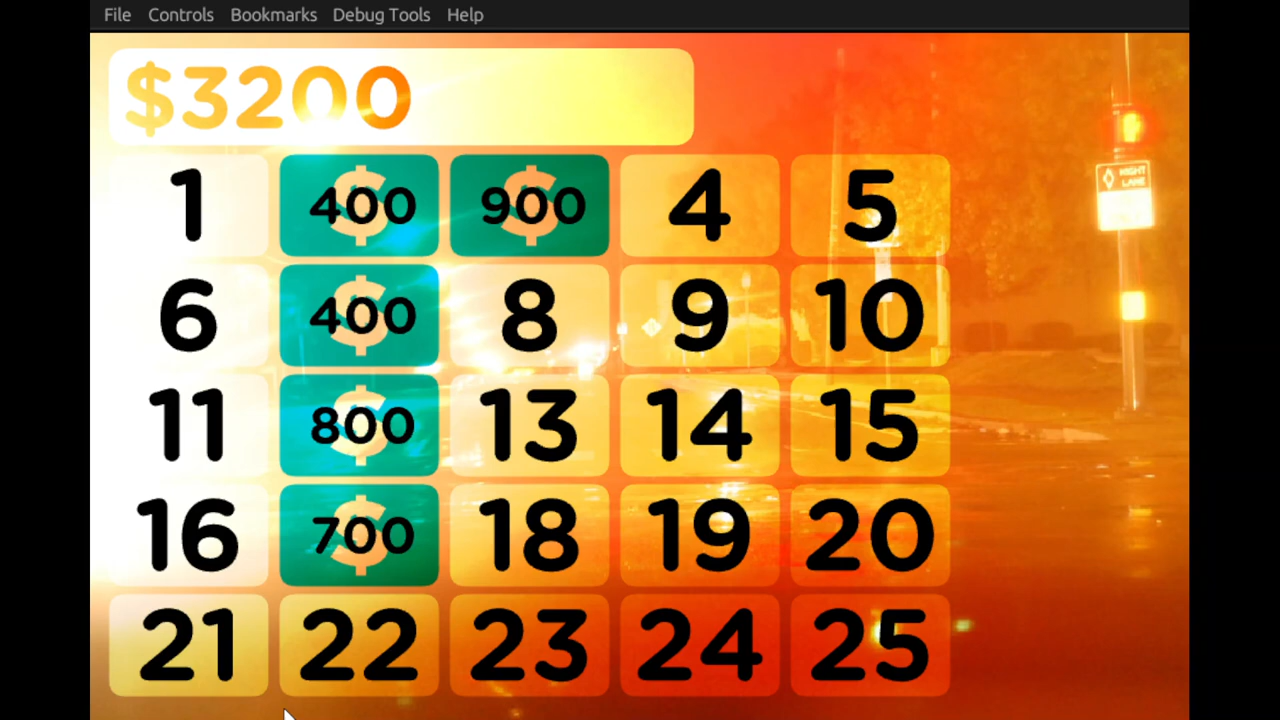 File Controls Bookmarks Debug Tools Help
$3200
1 $400 $900 4 5
6 $400 8 9 10
11 $800 13 14 15
16 $700 18 19 20
21 22 23 24 25
RIGHT
LANE